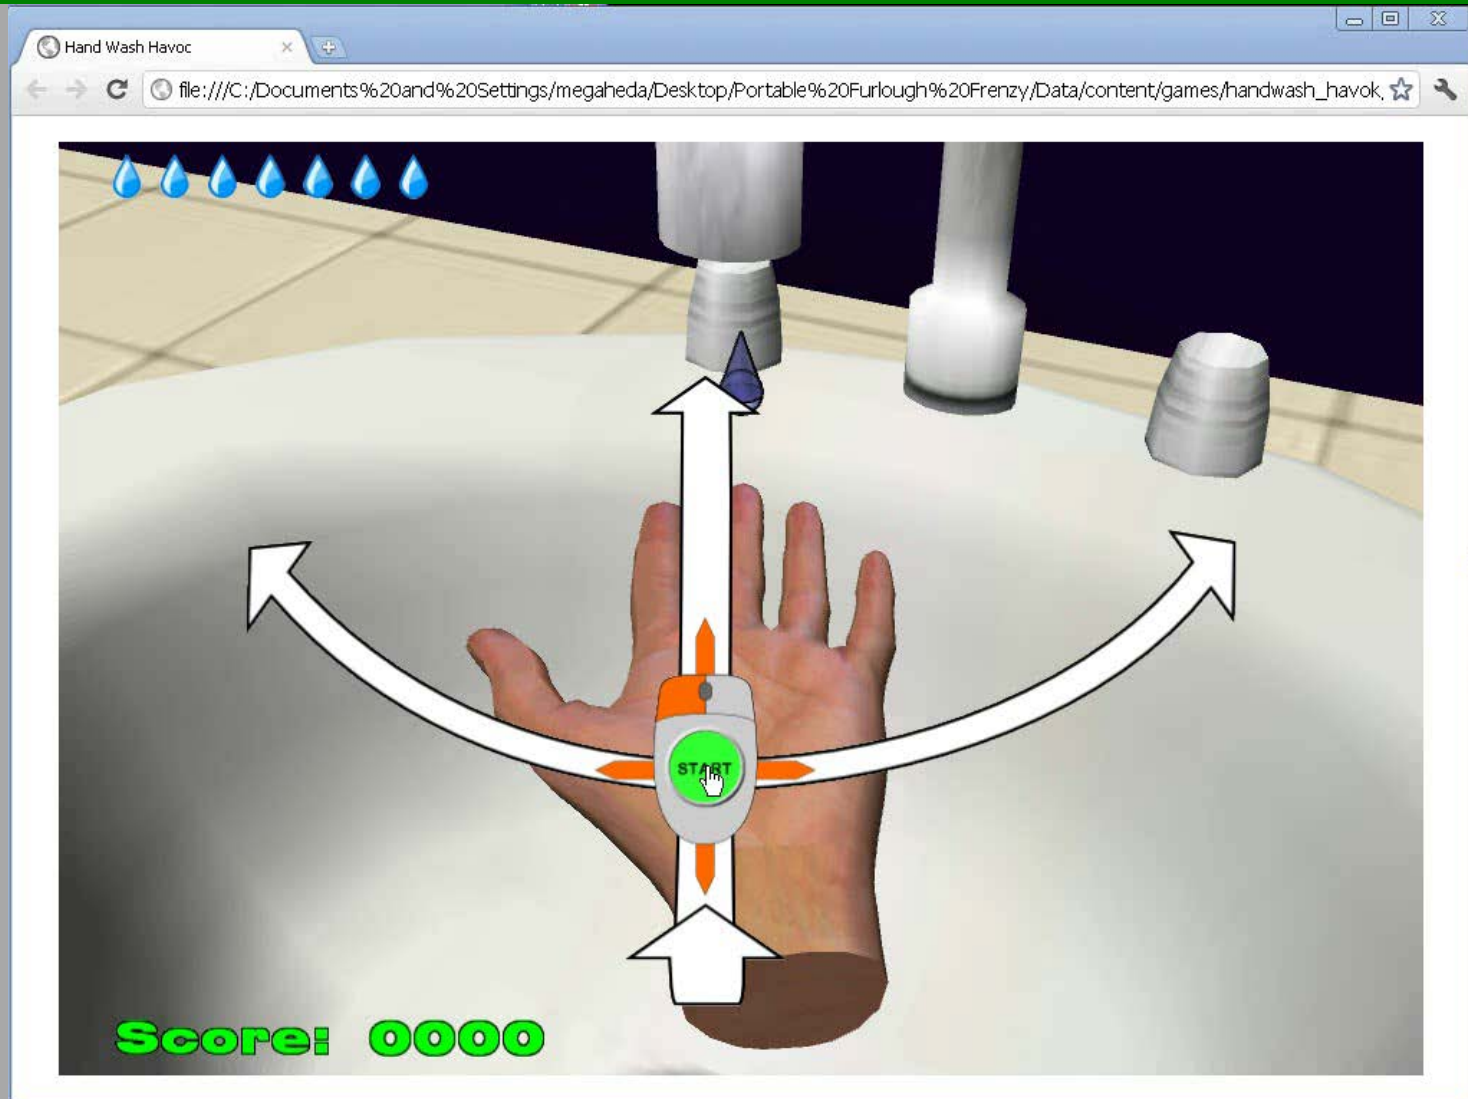 Hand Wash Havoc
file:///C:/Documents%20and%20Settings/megaheda/Desktop/Portable%20Furlough%20Frenzy/Data/content/games/handwash_havok,
START
Score: 0000